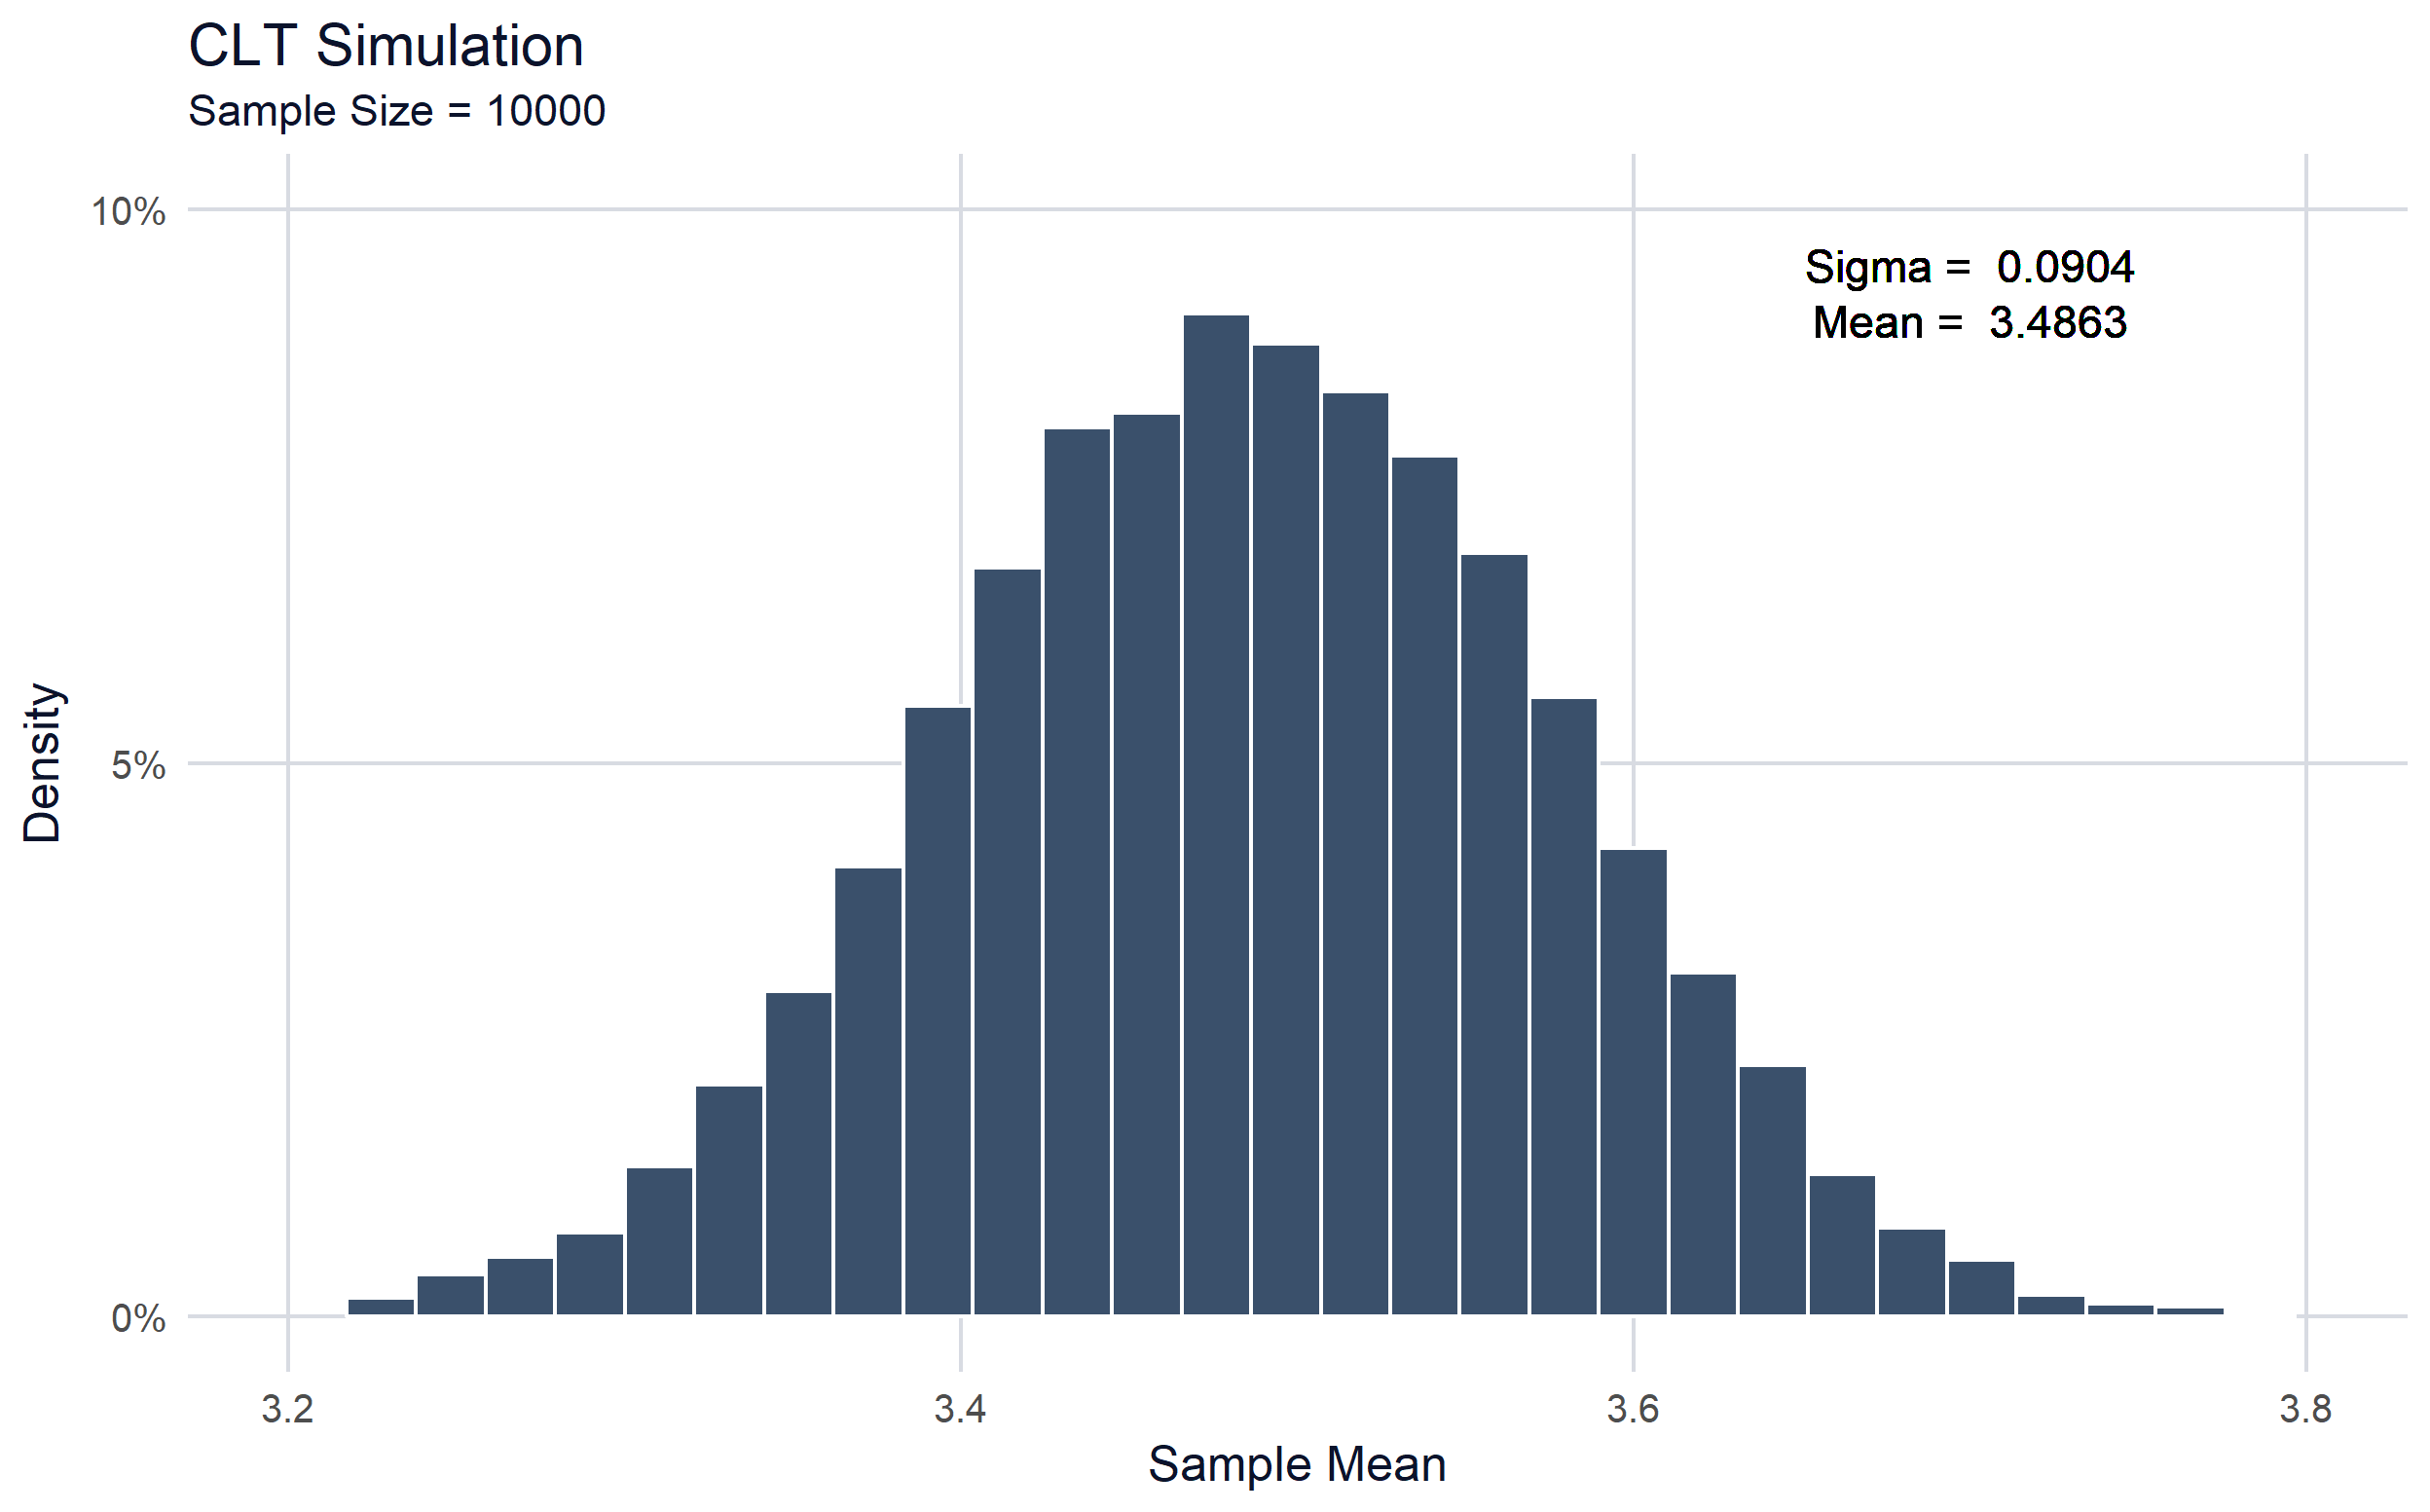 CLT Simulation
Sample Size = 10000
10%
Sigma =  0.0904
Mean =  3.4863
5%
0%
Density
3.2
3.4
3.6
3.8
Sample Mean